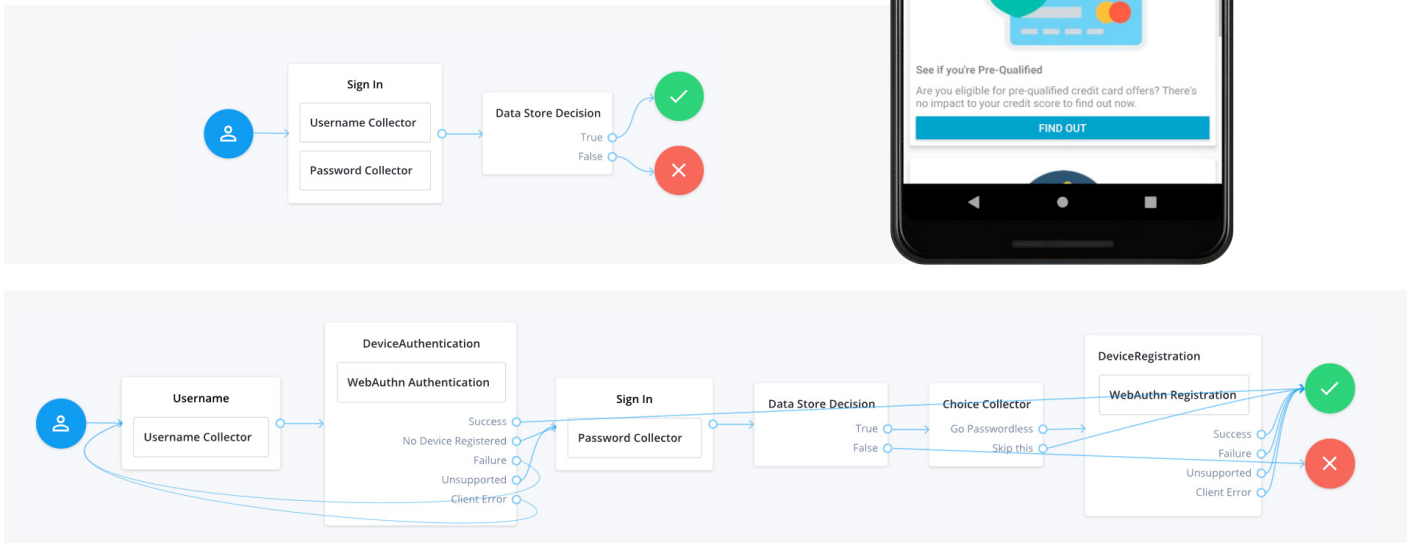 Sign In
Username Collector
Password Collector
Data Store Decision
True
False
See if you're Pre-Qualified
Are you eligible for pre-qualified credit card offers? There's
no impact to your credit score to find out now.
FIND OUT
Username
Username Collector
DeviceAuthentication
WebAuthn Authentication
Success
No Device Registered
Failure
Unsupported
Client Error
Sign In
Password Collector
Data Store Decision
True
False
Choice Collector
Go Passwordless
Skip this
DeviceRegistration
WebAuthn Registration
Success
Failure
Unsupported
Client Error